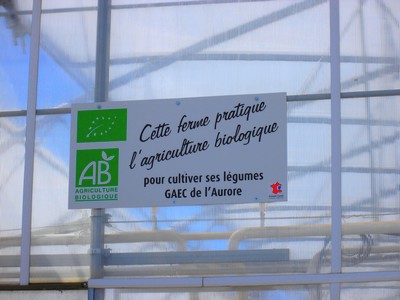 Cette ferme pratique
l'agriculture biologique
pour cultiver ses légumes
GAEC de l'Aurore
AB
AGRICULTURE
BIOLOGIQUE